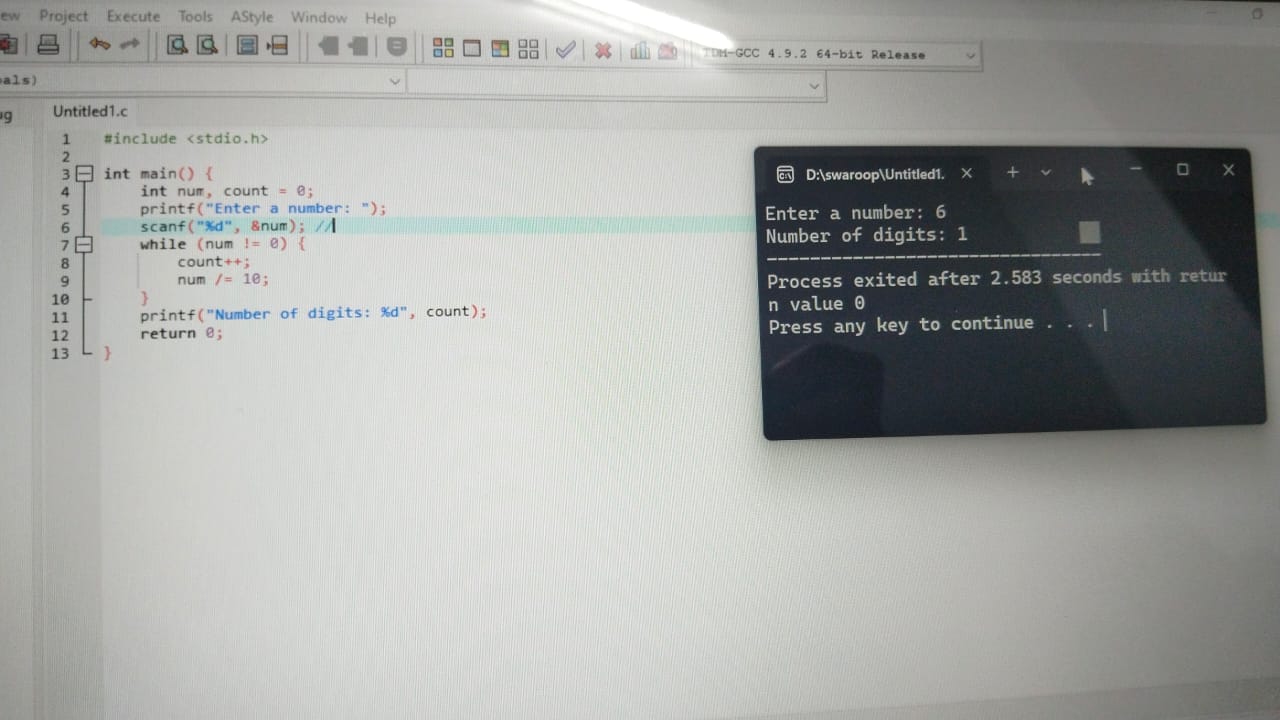 ew Project Execute Tools AStyle Window Help
TDM-GCC 4.9.2 64-bit Release
als)
ug Untitled1.c
1 #include <stdio.h>
2
3 int main() {
4 int num, count = 0;
5 printf("Enter a number: ");
6 scanf("%d", &num); //
7 while (num != 0) {
8 count++;
9 num /= 10;
10 }
11 printf("Number of digits: %d", count);
12 return 0;
13 }
D:\swaroop\Untitled1.
Enter a number: 6
Number of digits: 1
--------------------------------
Process exited after 2.583 seconds with retur
n value 0
Press any key to continue . . .